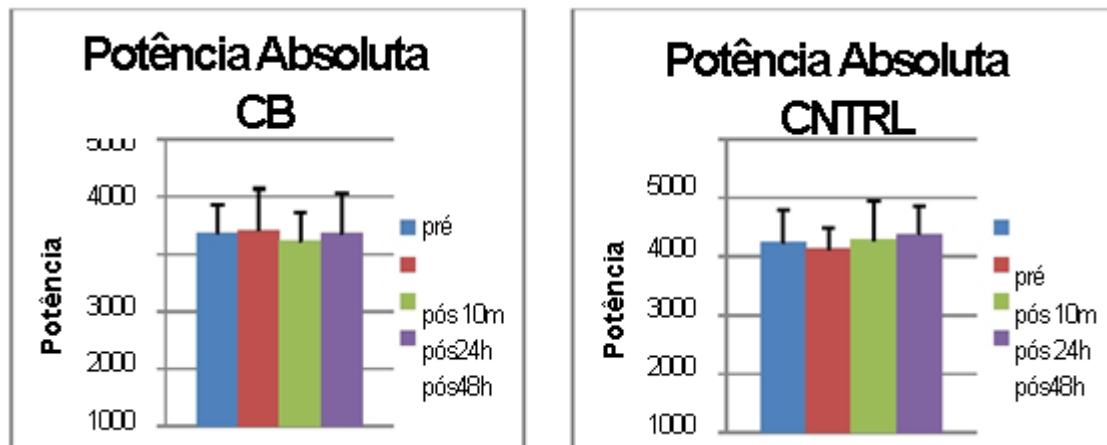 Potência Absoluta
CB
5000
4000
3000
2000
1000
Potência
pré
pós 10m
pós24h
pós48h
Potência Absoluta
CNTRL
5000
4000
3000
2000
1000
Potência
pré
pós 10m
pós 24h
pós48h